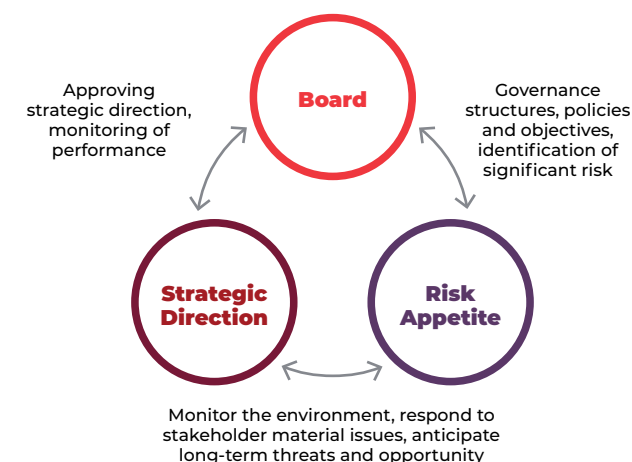 Board
Approving
strategic direction,
monitoring of
performance
Governance
structures, policies
and objectives,
identification of
significant risk
Strategic
Direction
Risk
Appetite
Monitor the environment, respond to
stakeholder material issues, anticipate
long-term threats and opportunity